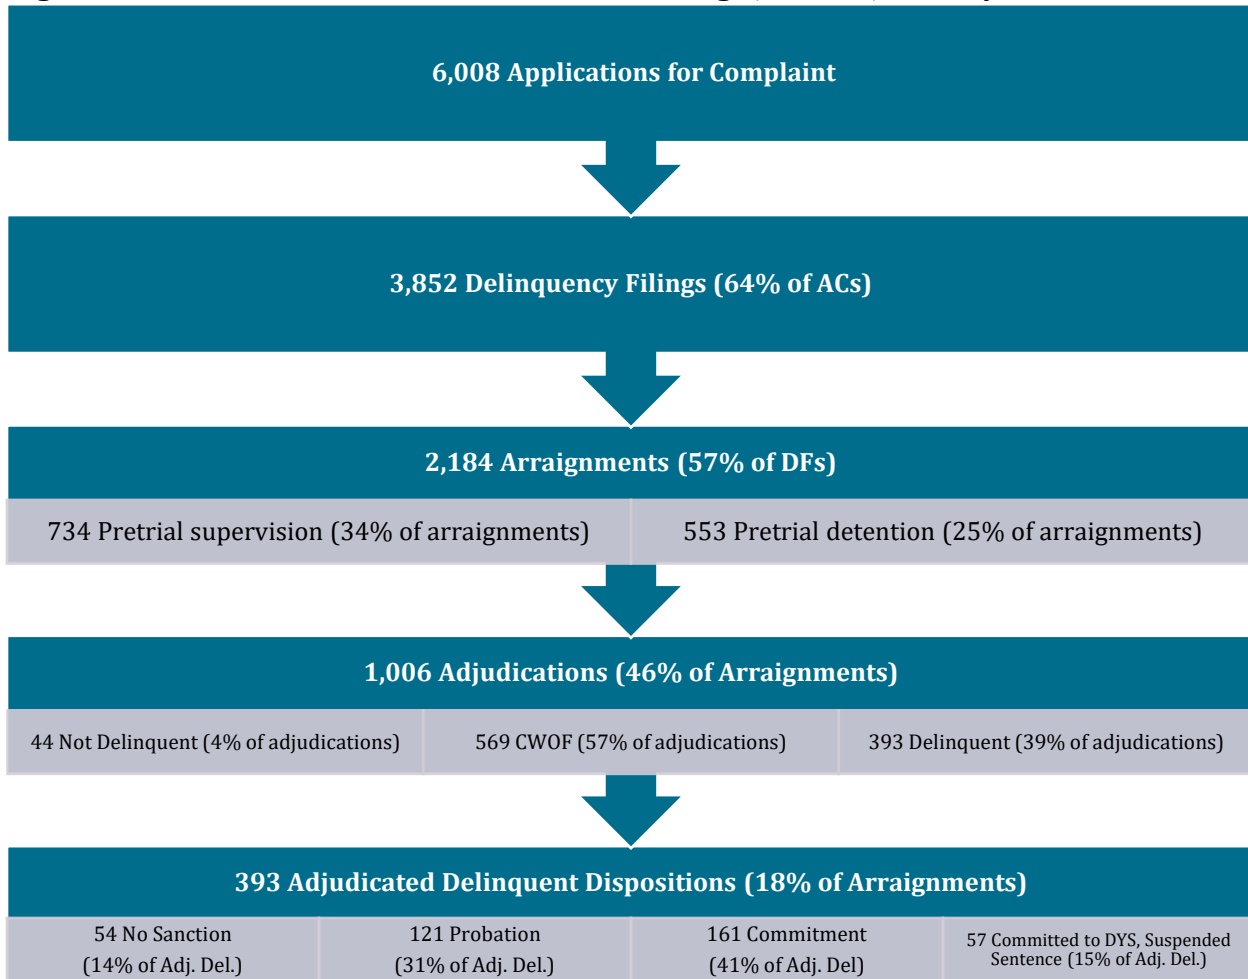 6,008 Applications for Complaint
3,852 Delinquency Filings (64% of ACs)
2,184 Arraignments (57% of DFs)
734 Pretrial supervision (34% of arraignments)
553 Pretrial detention (25% of arraignments)
1,006 Adjudications (46% of Arraignments)
44 Not Delinquent (4% of adjudications)
569 CWOF (57% of adjudications)
393 Delinquent (39% of adjudications)
393 Adjudicated Delinquent Dispositions (18% of Arraignments)
54 No Sanction
(14% of Adj. Del.)
121 Probation
(31% of Adj. Del.)
161 Commitment
(41% of Adj. Del)
57 Committed to DYS, Suspended
Sentence (15% of Adj. Del.)